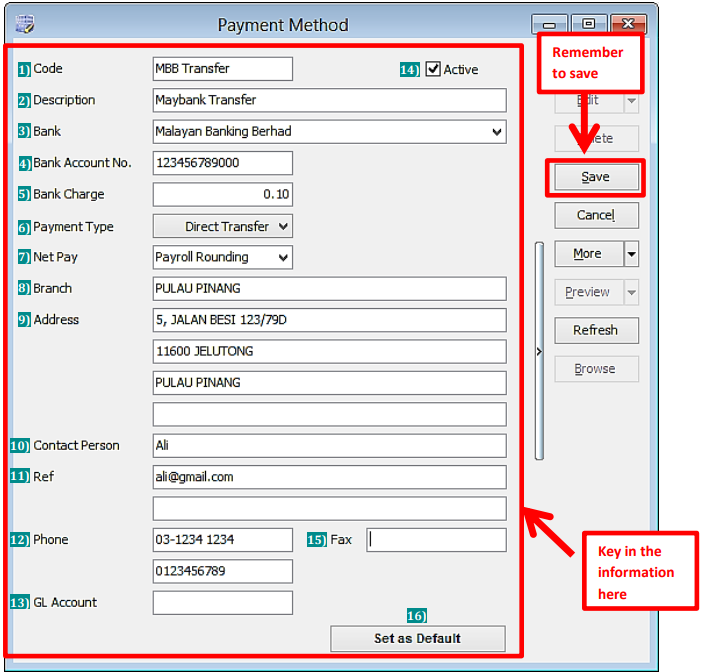 Payment Method
1) Code MBB Transfer 14) Active
2) Description Maybank Transfer
3) Bank Malayan Banking Berhad
4) Bank Account No. 123456789000
5) Bank Charge 0.10
6) Payment Type Direct Transfer
7) Net Pay Payroll Rounding
8) Branch PULAU PINANG
9) Address 5, JALAN BESI 123/79D
11600 JELUTONG
PULAU PINANG
10) Contact Person Ali
11) Ref ali@gmail.com
12) Phone 03-1234 1234 15) Fax
0123456789
13) GL Account
16)
Set as Default
Remember
to save
Save
Cancel
More
Preview
Refresh
Browse
Key in the
information
here